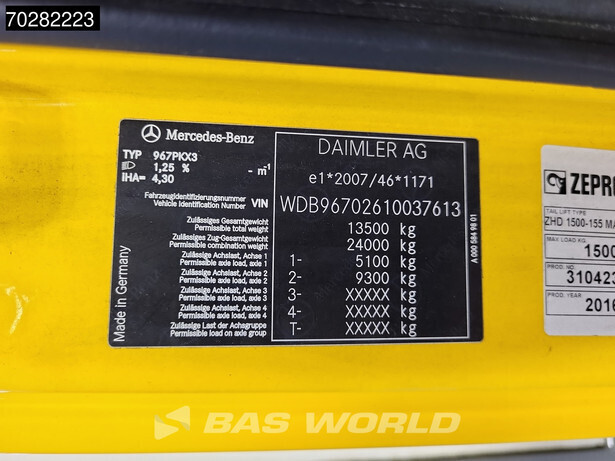 70282223
Mercedes-Benz
DAIMLER AG
TYP 967PKX3
1,25 % - m⁻¹
iHA= 4,30
e1*2007/46*1171
Fahrzeugidentifizierungsnummer
Vehicle Identification Number VIN
WDB96702610037613
Zulässiges Gesamtgewicht
Permissible total weight
13500 kg
Zulässiges Zug-Gesamtgewicht
Permissible combination weight
24000 kg
Zulässige Achslast, Achse 1
Permissible axle load, axle 1
1- 5100 kg
Zulässige Achslast, Achse 2
Permissible axle load, axle 2
2- 9300 kg
Zulässige Achslast, Achse 3
Permissible axle load, axle 3
3- XXXXX kg
Zulässige Achslast, Achse 4
Permissible axle load, axle 4
4- XXXXX kg
Zulässige Last der Achsgruppe
Permissible load on axle group
T- XXXXX kg
Made in Germany
A 000 584 98 01
ZEPRO
TAIL LIFT TYPE
ZHD 1500-155 MA
MAX LOAD KG.
1500
PROD. N°
310423
PROD. YEAR
2016
BAS WORLD